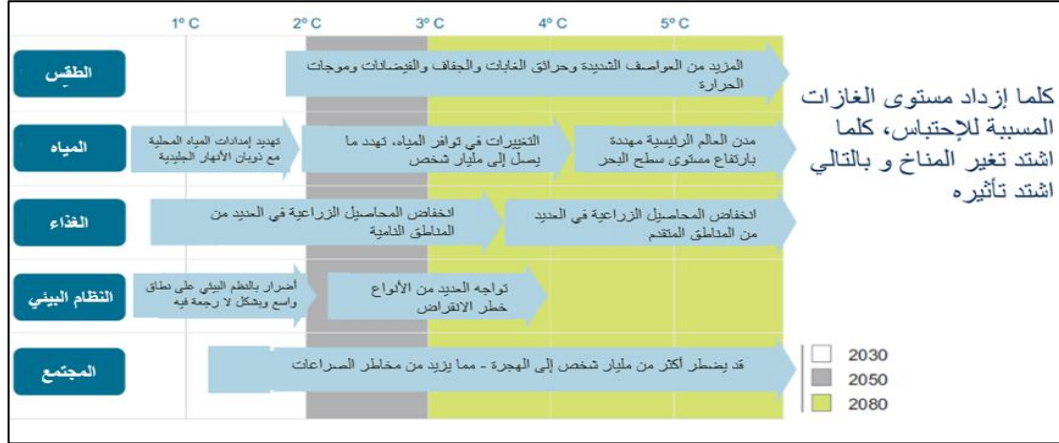 1º C 2º C 3º C 4º C 5º C
الطقس
المزيد من العواصف الشديدة وحرائق الغابات والجفاف والفيضانات وموجات
الحرارة
المياه
تهديد إمدادات المياه المحلية
مع ذوبان الأنهار الجليدية
التغييرات في توافر المياه، تهدد ما
يصل إلى مليار شخص
مدن العالم الرئيسية مهددة
بارتفاع مستوى سطح البحر
الغذاء
انخفاض المحاصيل الزراعية في العديد من
المناطق النامية
انخفاض المحاصيل الزراعية في العديد
من المناطق المتقدم
النظام البيئي
أضرار بالنظم البيئي على نطاق
واسع وبشكل لا رجعة فيه
تواجه العديد من الأنواع
خطر الانقراض
المجتمع
قد يضطر أكثر من مليار شخص إلى الهجرة - مما يزيد من مخاطر الصراعات
كلما إزداد مستوى الغازات
المسببة للإحتباس، كلما
اشتد تغير المناخ و بالتالي
اشتد تأثيره
2030
2050
2080